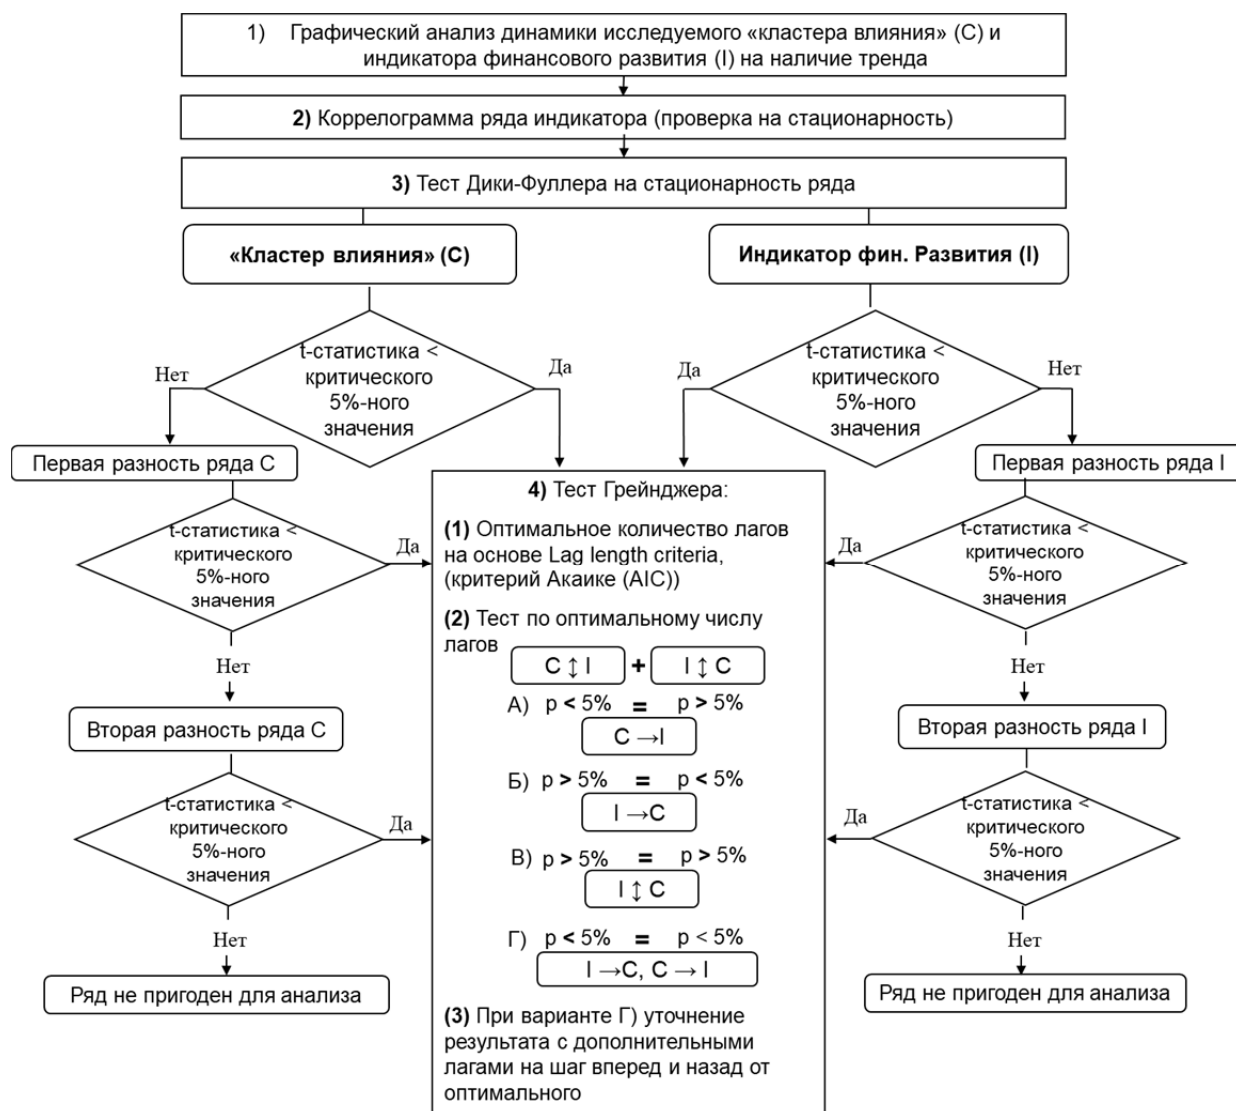 1) Графический анализ динамики исследуемого «кластера влияния» (С) и
индикатора финансового развития (I) на наличие тренда
2) Коррелограмма ряда индикатора (проверка на стационарность)
3) Тест Дики-Фуллера на стационарность ряда
«Кластер влияния» (С)
Индикатор фин. Развития (I)
t-статистика <
критического
5%-ного
значения
Нет
Да
t-статистика <
критического
5%-ного
значения
Да
Нет
Первая разность ряда С
Первая разность ряда I
t-статистика <
критического
5%-ного
значения
Да
Нет
t-статистика <
критического
5%-ного
значения
Да
Нет
Вторая разность ряда С
Вторая разность ряда I
t-статистика <
критического
5%-ного
значения
Да
Нет
t-статистика <
критического
5%-ного
значения
Да
Нет
Ряд не пригоден для анализа
Ряд не пригоден для анализа
4) Тест Грейнджера:
(1) Оптимальное количество лагов
на основе Lag length criteria,
(критерий Акаике (AIC))
(2) Тест по оптимальному числу
лагов
C ↕ I + I ↕ C
А) p < 5% = p > 5%
C →I
Б) p > 5% = p < 5%
I →C
В) p > 5% = p > 5%
I ↕ C
Г) p < 5% = p < 5%
I →C, C → I
(3) При варианте Г) уточнение
результата с дополнительными
лагами на шаг вперед и назад от
оптимального